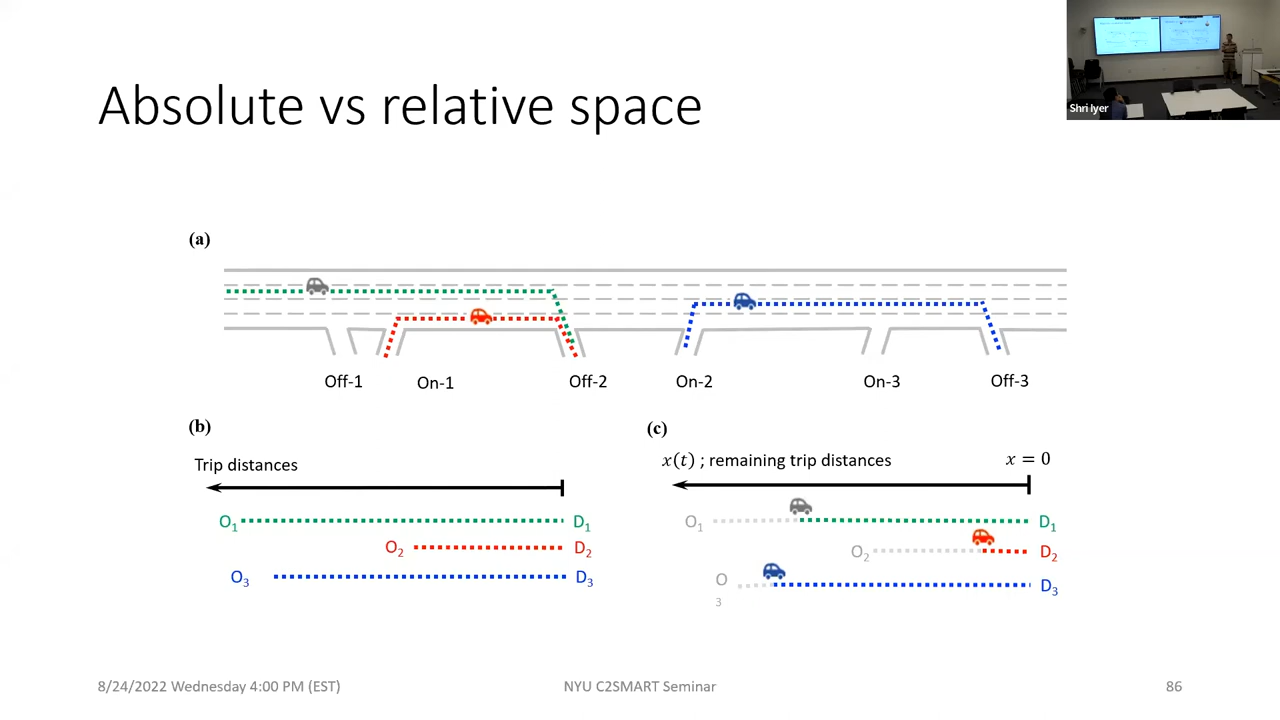 Shri Iyer
Absolute vs relative space
(a)
Off-1
On-1
Off-2
On-2
On-3
Off-3
(b)
Trip distances
O1 D1
O2 D2
O3 D3
(c)
x(t) ; remaining trip distances x = 0
O1 D1
O2 D2
O3 D3
8/24/2022 Wednesday 4:00 PM (EST) NYU C2SMART Seminar 86